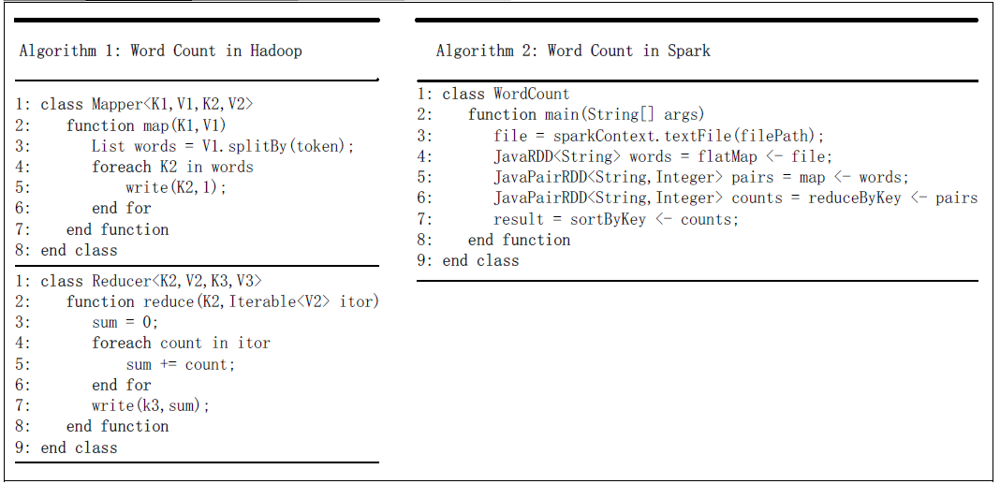 Algorithm 1: Word Count in Hadoop
1: class Mapper<K1,V1,K2,V2>
2: function map(K1,V1)
3: List words = V1.splitBy(token);
4: foreach K2 in words
5: write(K2,1);
6: end for
7: end function
8: end class
1: class Reducer<K2,V2,K3,V3>
2: function reduce(K2,Iterable<V2> itor)
3: sum = 0;
4: foreach count in itor
5: sum += count;
6: end for
7: write(k3,sum);
8: end function
9: end class
Algorithm 2: Word Count in Spark
1: class WordCount
2: function main(String[] args)
3: file = sparkContext.textFile(filePath);
4: JavaRDD<String> words = flatMap <- file;
5: JavaPairRDD<String,Integer> pairs = map <- words;
6: JavaPairRDD<String,Integer> counts = reduceByKey <- pairs
7: result = sortByKey <- counts;
8: end function
9: end class